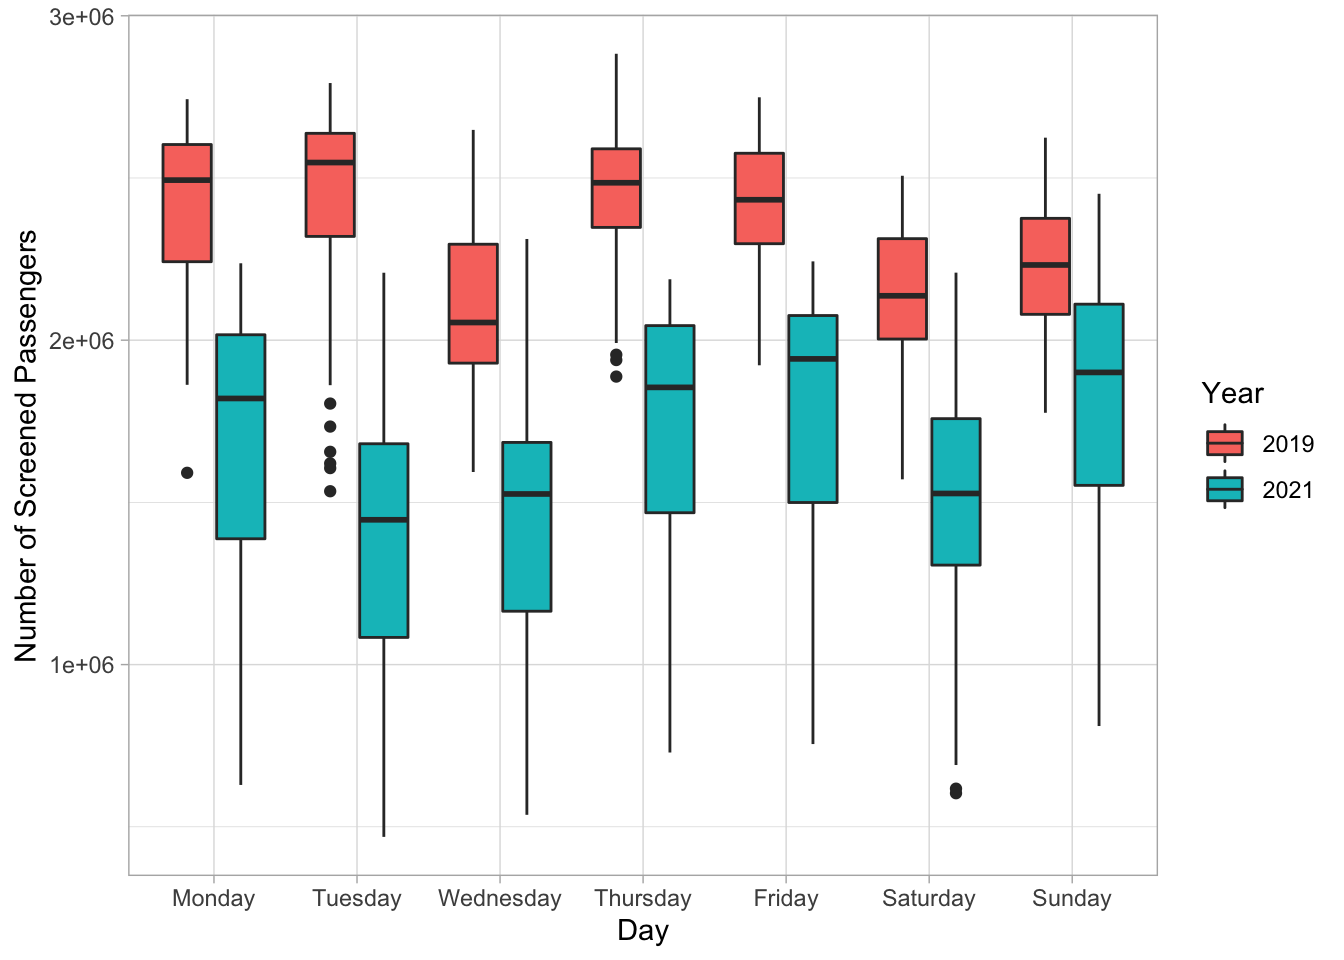 Number of Screened Passengers
3e+06
2e+06
1e+06
Monday Tuesday Wednesday Thursday Friday Saturday Sunday
Day
Year
2019
2021